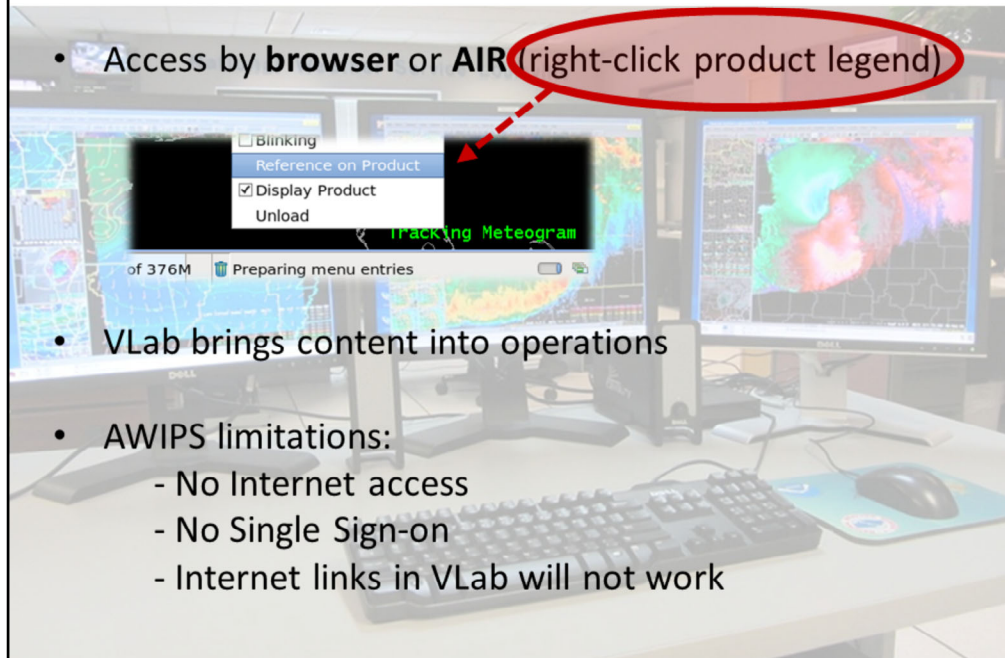 • Access by browser or AIR (right-click product legend)
Blinking
Reference on Product
Display Product
Unload
Tracking Meteogram
of 376M Preparing menu entries
DELL
DELL
• VLab brings content into operations
• AWIPS limitations:
- No Internet access
- No Single Sign-on
- Internet links in VLab will not work